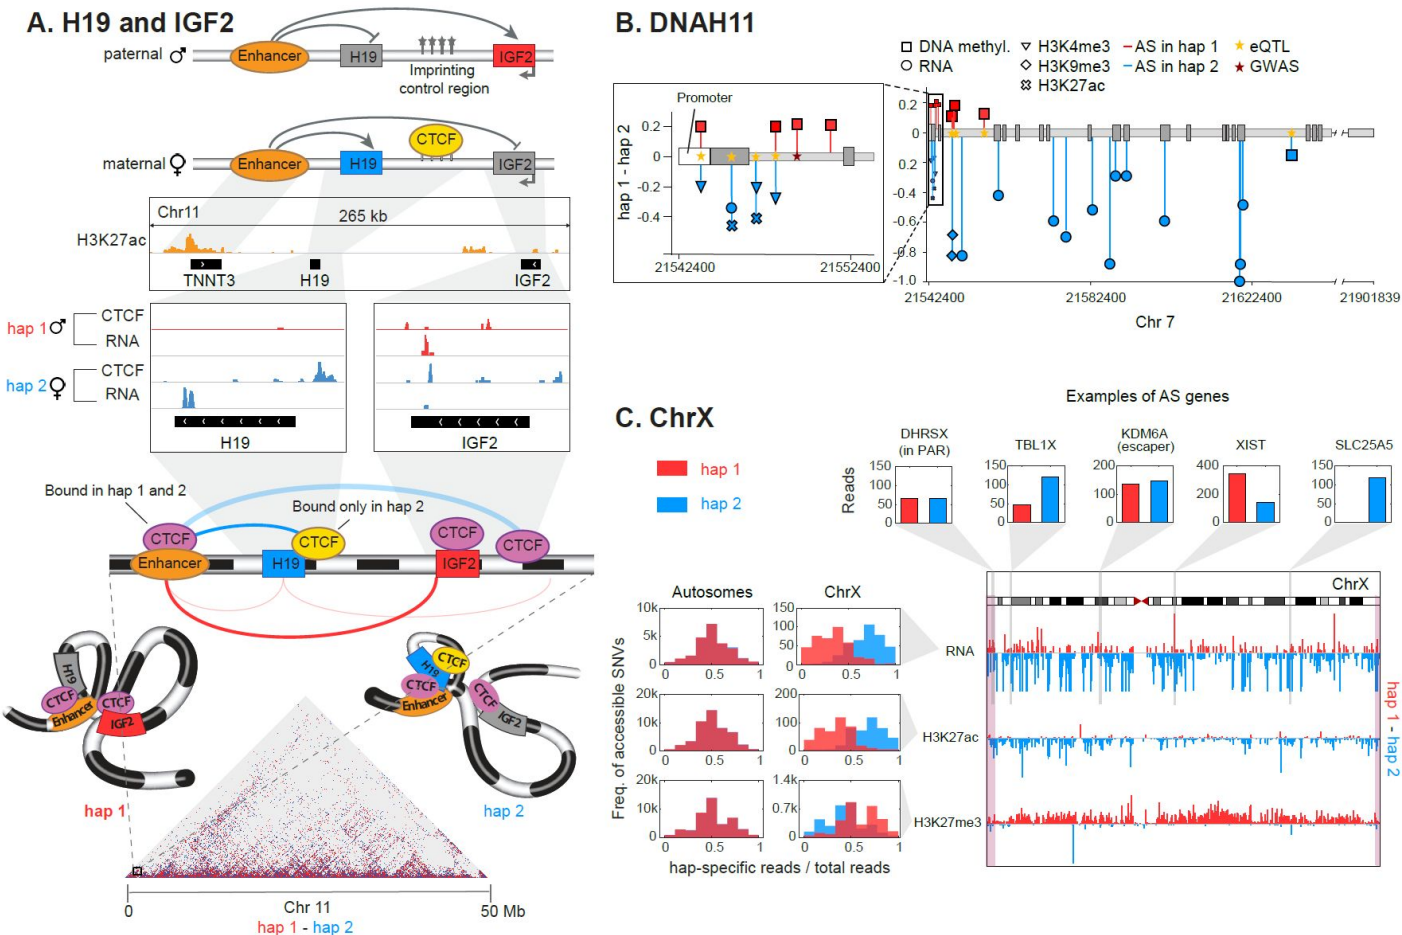 A. H19 and IGF2
paternal ♂
Enhancer
H19
IGF2
Imprinting
control region
CTCF
maternal ♀
Enhancer
H19
IGF2
Chr11
265 kb
H3K27ac
TNNT3
H19
IGF2
hap 1 ♂
CTCF
RNA
hap 2 ♀
CTCF
RNA
H19
IGF2
Bound in hap 1 and 2
Bound only in hap 2
CTCF
CTCF
CTCF
CTCF
Enhancer
H19
IGF2
H19
CTCF
Enhancer
CTCF
IGF2
hap 1
H19
CTCF
CTCF
Enhancer
CTCF
IGF2
hap 2
0
Chr 11
50 Mb
hap 1 - hap 2
B. DNAH11
DNA methyl.
RNA
H3K4me3
H3K9me3
H3K27ac
AS in hap 1
AS in hap 2
eQTL
GWAS
Promoter
hap 1 - hap 2
0.2
0
-0.2
-0.4
21542400
21552400
0.2
0
0.2
-0.4
-0.6
-0.8
-1.0
21542400
21582400
21622400
21901839
Chr 7
C. ChrX
hap 1
hap 2
Examples of AS genes
Reads
DHRSX
(in PAR)
150
100
50
0
TBL1X
150
100
50
0
KDM6A
(escaper)
200
100
0
XIST
400
200
0
SLC25A5
150
100
50
0
Freq. of accessible SNVs
Autosomes
10k
5k
0
0 0.5 1
ChrX
150
100
50
0
0 0.5 1
20k
10k
0
0 0.5 1
200
100
0
0 0.5 1
20k
10k
0
0 0.5 1
1.4k
0.7k
0
0 0.5 1
hap-specific reads / total reads
ChrX
RNA
H3K27ac
H3K27me3
hap 1 - hap 2